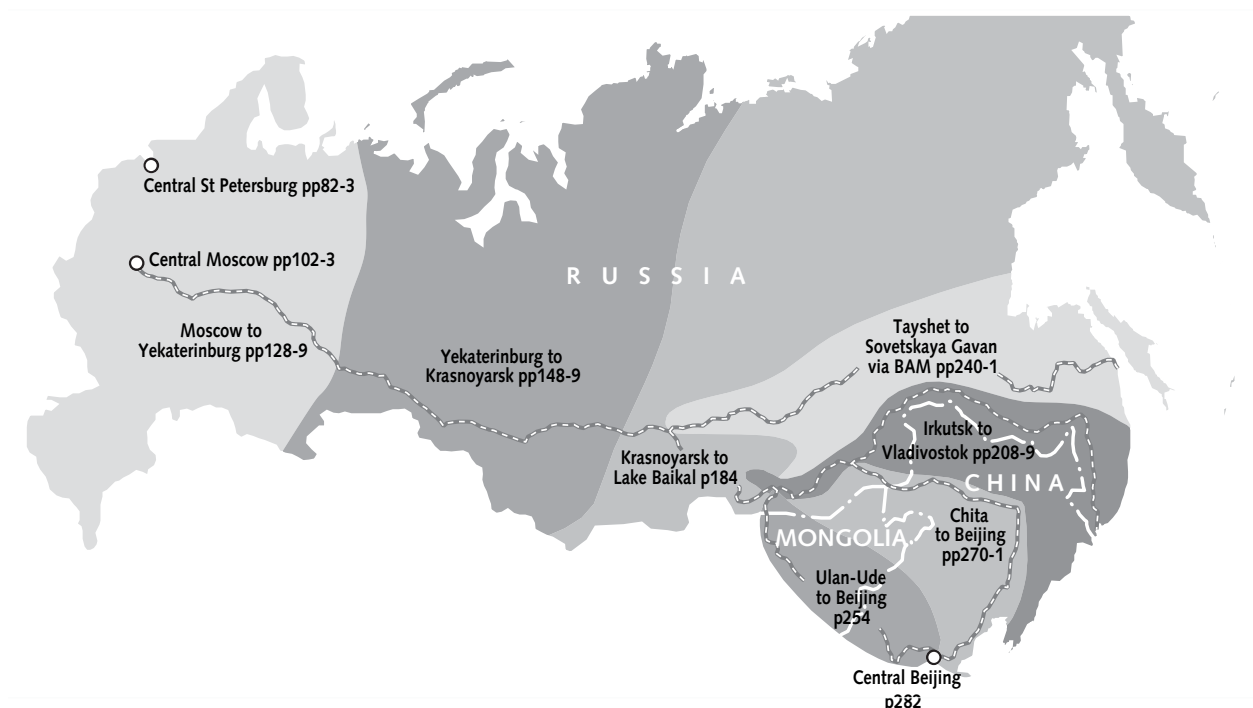 Central St Petersburg pp82-3
Central Moscow pp102-3
RUSSIA
Moscow to
Yekaterinburg pp128-9
Yekaterinburg to
Krasnoyarsk pp148-9
Tayshet to
Sovetskaya Gavan
via BAM pp240-1
Irkutsk to
Vladivostok pp208-9
Krasnoyarsk to
Lake Baikal p184
CHINA
MONGOLIA
Chita
to Beijing
pp270-1
Ulan-Ude
to Beijing
p254
Central Beijing
p282